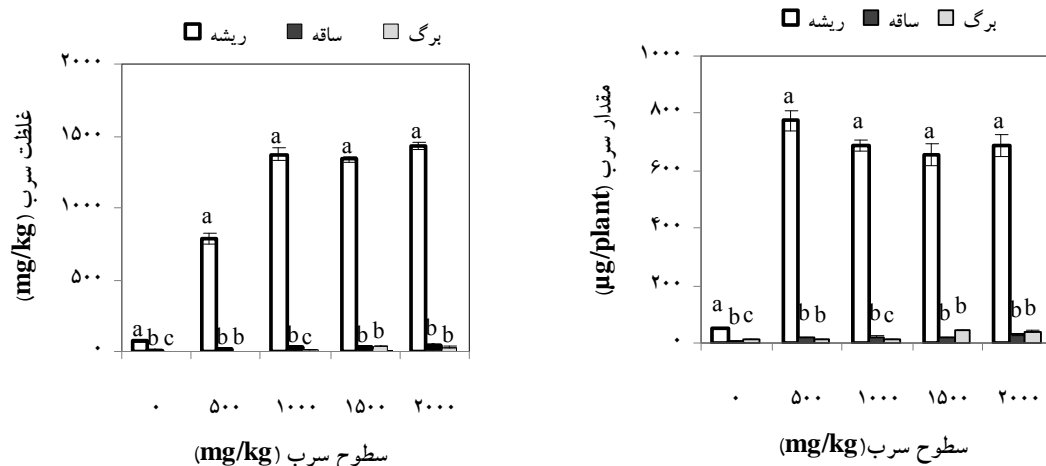 ریشه ساقه برگ
۲۰۰۰
۱۵۰۰
۱۰۰۰
۵۰۰
۰
غلظت سرب (mg/kg)
a b c
a b b
a b c
a b b
a b b
۰ ۵۰۰ ۱۰۰۰ ۱۵۰۰ ۲۰۰۰
سطوح سرب (mg/kg)
ریشه ساقه برگ
۱۰۰۰
۸۰۰
۶۰۰
۴۰۰
۲۰۰
۰
مقدار سرب (µg/plant)
a b c
a b b
a b c
a b b
a b b
۰ ۵۰۰ ۱۰۰۰ ۱۵۰۰ ۲۰۰۰
سطوح سرب(mg/kg)